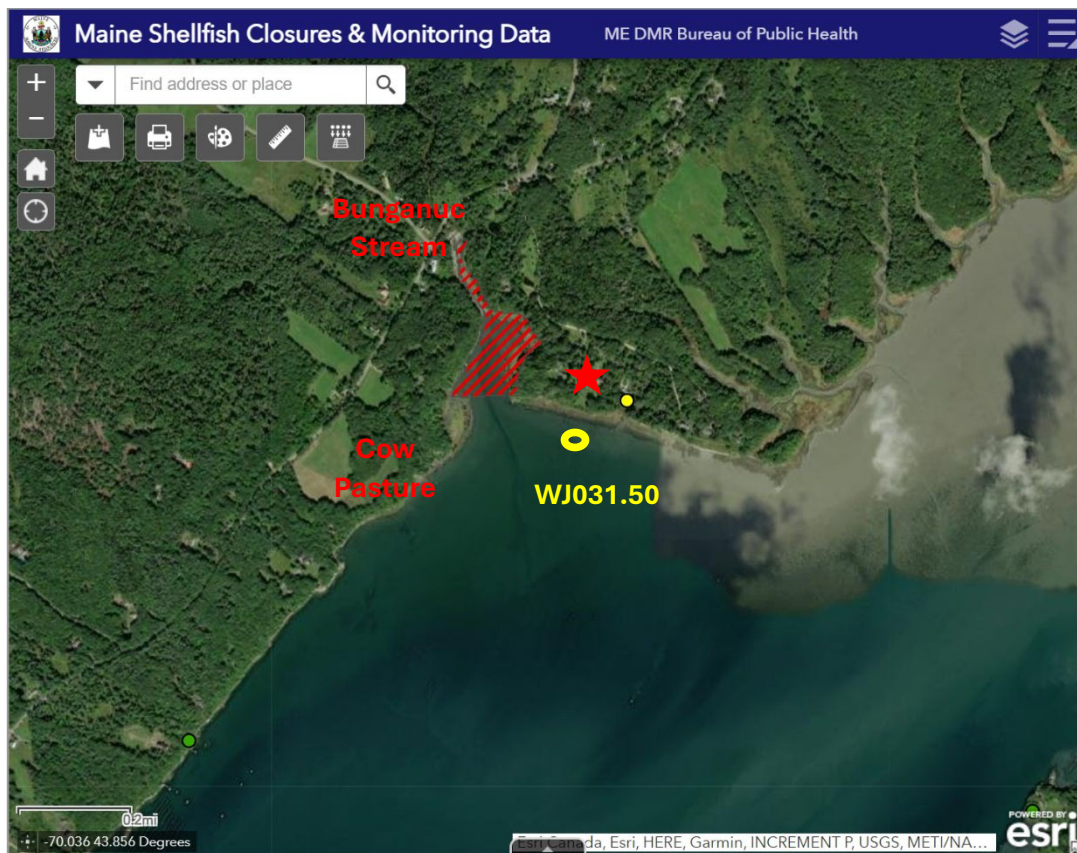 Maine Shellfish Closures & Monitoring Data
ME DMR Bureau of Public Health
+
Find address or place
−
Bunganuc
Stream
Cow
Pasture
WJ031.50
0.2mi
-70.036 43.856 Degrees
Esri Canada, Esri, HERE, Garmin, INCREMENT P, USGS, METI/NA...
POWERED BY
esri